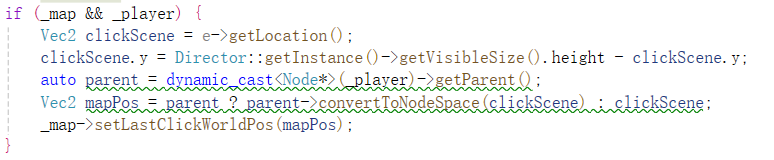 if (_map && _player) {
    Vec2 clickScene = e->getLocation();
    clickScene.y = Director::getInstance()->getVisibleSize().height - clickScene.y;
    auto parent = dynamic_cast<Node*>(_player)->getParent();
    Vec2 mapPos = parent ? parent->convertToNodeSpace(clickScene) : clickScene;
    _map->setLastClickWorldPos(mapPos);
}